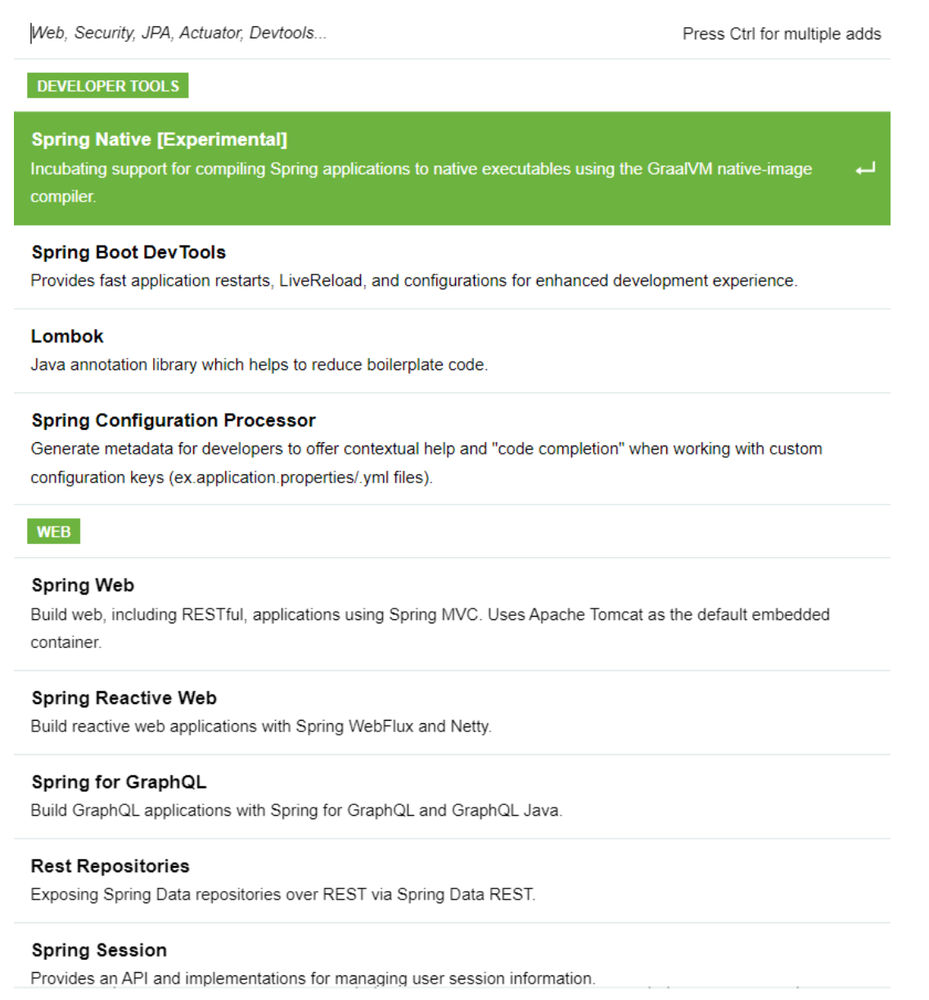 Web, Security, JPA, Actuator, Devtools...
Press Ctrl for multiple adds
DEVELOPER TOOLS
Spring Native [Experimental]
Incubating support for compiling Spring applications to native executables using the GraalVM native-image
compiler.
Spring Boot DevTools
Provides fast application restarts, LiveReload, and configurations for enhanced development experience.
Lombok
Java annotation library which helps to reduce boilerplate code.
Spring Configuration Processor
Generate metadata for developers to offer contextual help and "code completion" when working with custom
configuration keys (ex.application.properties/.yml files).
WEB
Spring Web
Build web, including RESTful, applications using Spring MVC. Uses Apache Tomcat as the default embedded
container.
Spring Reactive Web
Build reactive web applications with Spring WebFlux and Netty.
Spring for GraphQL
Build GraphQL applications with Spring for GraphQL and GraphQL Java.
Rest Repositories
Exposing Spring Data repositories over REST via Spring Data REST.
Spring Session
Provides an API and implementations for managing user session information.